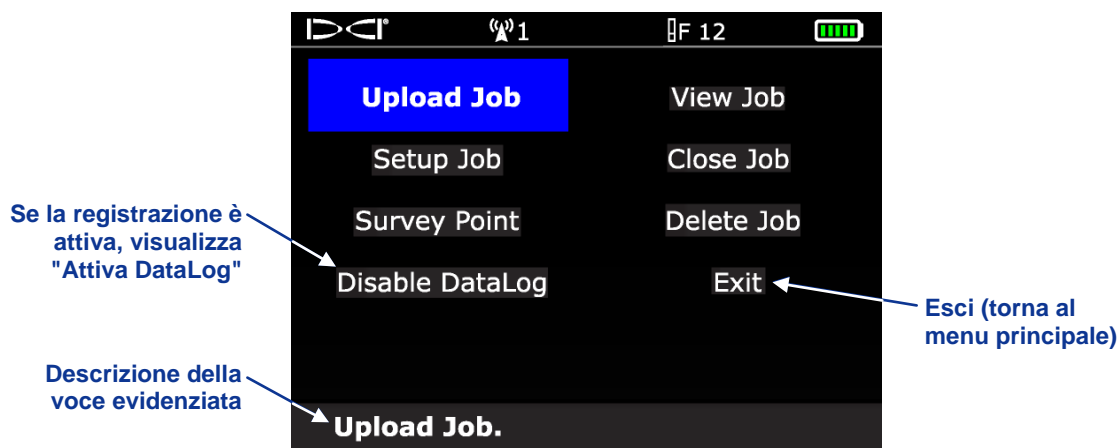 DCI® 1 F 12
Upload Job View Job
Setup Job Close Job
Survey Point Delete Job
Disable DataLog Exit
Upload Job.
Se la registrazione è
attiva, visualizza
"Attiva DataLog"
Esci (torna al
menu principale)
Descrizione della
voce evidenziata